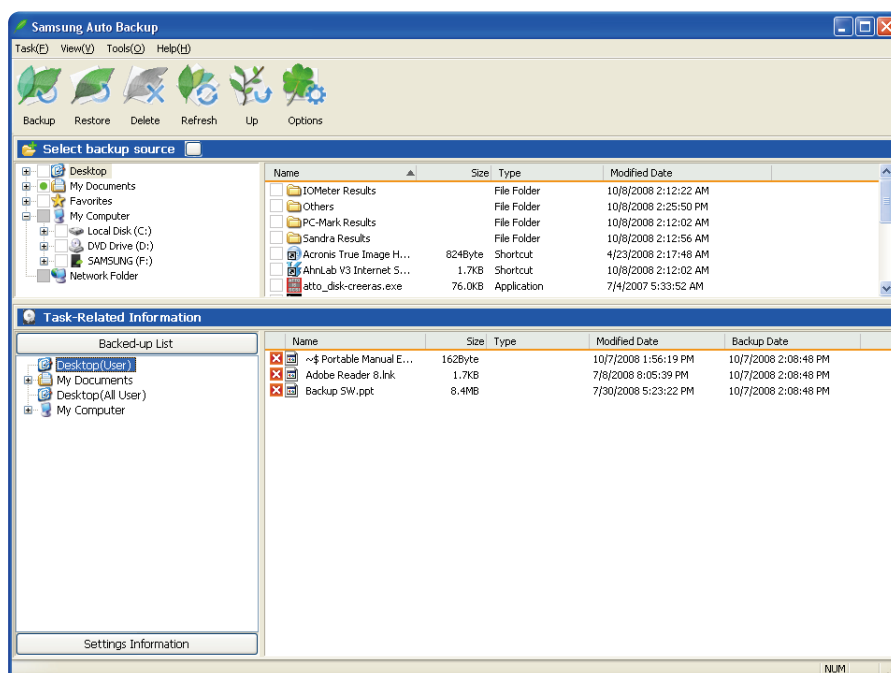 Samsung Auto Backup
Task(F) View(V) Tools(O) Help(H)
Backup Restore Delete Refresh Up Options
Select backup source
Desktop
My Documents
Favorites
My Computer
Local Disk (C:)
DVD Drive (D:)
SAMSUNG (F:)
Network Folder
Name Size Type Modified Date
IOMeter Results File Folder 10/8/2008 2:12:22 AM
Others File Folder 10/8/2008 2:25:50 PM
PC-Mark Results File Folder 10/8/2008 2:12:02 AM
Sandra Results File Folder 10/8/2008 2:12:56 AM
Acronis True Image H... 824Byte Shortcut 4/23/2008 2:17:48 AM
AhnLab V3 Internet S... 1.7KB Shortcut 10/8/2008 2:12:02 AM
atto_disk-creeras.exe 76.0KB Application 7/4/2007 5:33:52 AM
Task-Related Information
Backed-up List
Desktop(User)
My Documents
Desktop(All User)
My Computer
Settings Information
Name Size Type Modified Date Backup Date
~$ Portable Manual E... 162Byte 10/7/2008 1:56:19 PM 10/7/2008 2:08:48 PM
Adobe Reader 8.lnk 1.7KB 7/8/2008 8:05:39 PM 10/7/2008 2:08:48 PM
Backup SW.ppt 8.4MB 7/30/2008 5:23:22 PM 10/7/2008 2:08:48 PM
NUM